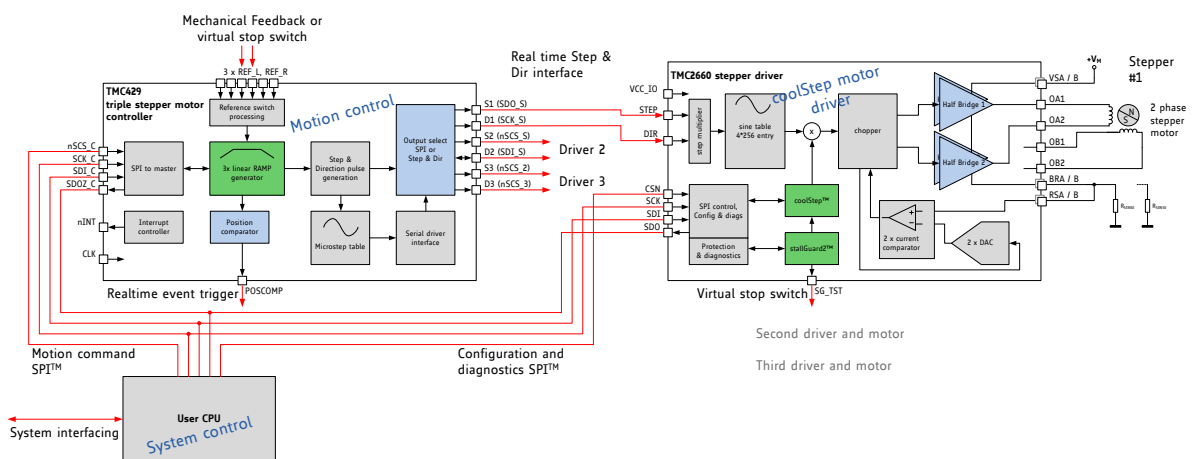 Mechanical Feedback or
virtual stop switch
3 x REF_L, REF_R
TMC429
triple stepper motor
controller
Reference switch
processing
Motion control
nSCS_C
SCK_C
SDI_C
SDOZ_C
SPI to master
3x linear RAMP
generator
Step &
Direction pulse
generation
Output select
SPI or
Step & Dir
nINT
Interrupt
controller
Position
comparator
Microstep table
Serial driver
interface
CLK
Realtime event trigger
POSCOMP
S1 (SDO_S)
D1 (SCK_S)
S2 (nSCS_S)
D2 (SDI_S)
S3 (nSCS_2)
D3 (nSCS_3)
Driver 2
Driver 3
Real time Step &
Dir interface
TMC2660 stepper driver
coolStep™ motor
driver
VCC_IO
STEP
DIR
step multiplier
sine table
4*256 entry
x
chopper
Half Bridge 1
Half Bridge 2
+VM
VSA / B
OA1
OA2
OB1
OB2
BRA / B
RSA / B
Stepper
#1
N
S
2 phase
stepper
motor
RSENSE
RSENSE
CSN
SCK
SDI
SDO
SPI control,
Config & diags
Protection
& diagnostics
coolStep™
stallGuard2™
2 x current
comparator
2 x DAC
Virtual stop switch
SG_TST
Second driver and motor
Third driver and motor
Motion command
SPI™
Configuration and
diagnostics SPI™
User CPU
System control
System interfacing